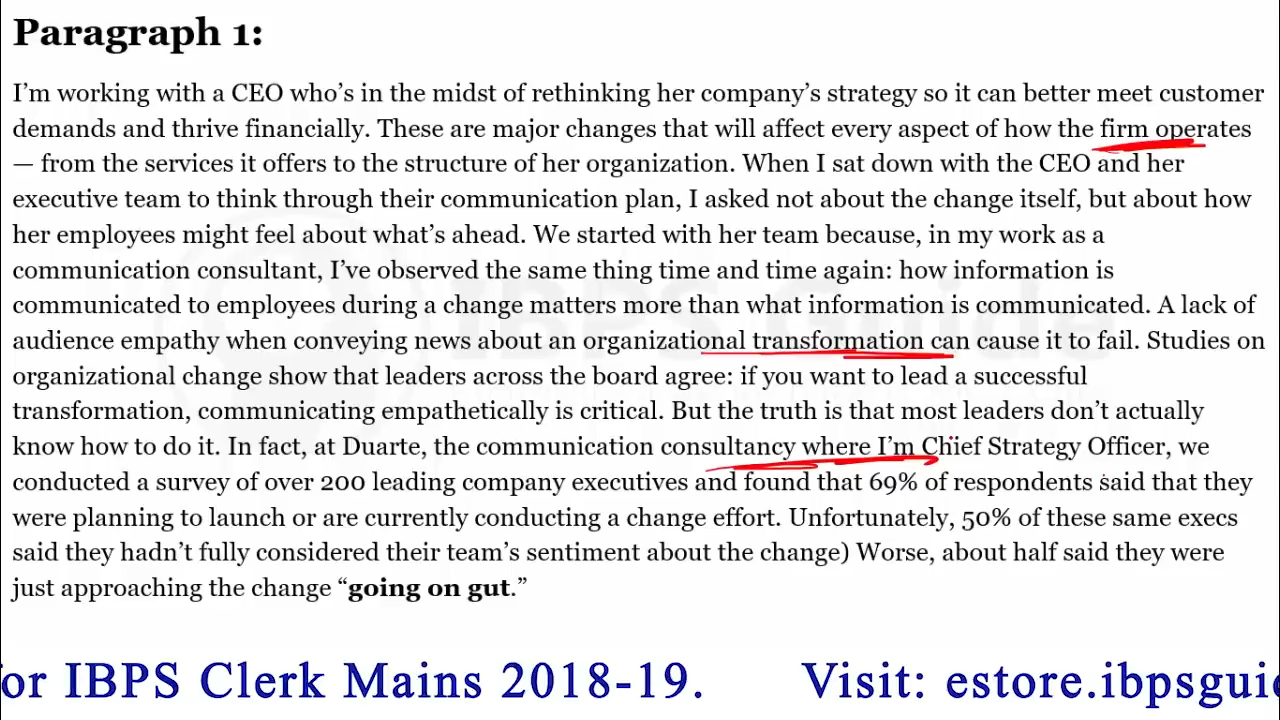 Paragraph 1:
I’m working with a CEO who’s in the midst of rethinking her company’s strategy so it can better meet customer
demands and thrive financially. These are major changes that will affect every aspect of how the firm operates
— from the services it offers to the structure of her organization. When I sat down with the CEO and her
executive team to think through their communication plan, I asked not about the change itself, but about how
her employees might feel about what’s ahead. We started with her team because, in my work as a
communication consultant, I’ve observed the same thing time and time again: how information is
communicated to employees during a change matters more than what information is communicated. A lack of
audience empathy when conveying news about an organizational transformation can cause it to fail. Studies on
organizational change show that leaders across the board agree: if you want to lead a successful
transformation, communicating empathetically is critical. But the truth is that most leaders don’t actually
know how to do it. In fact, at Duarte, the communication consultancy where I’m Chief Strategy Officer, we
conducted a survey of over 200 leading company executives and found that 69% of respondents said that they
were planning to launch or are currently conducting a change effort. Unfortunately, 50% of these same execs
said they hadn’t fully considered their team’s sentiment about the change) Worse, about half said they were
just approaching the change “going on gut.”
IBPS Guide
or IBPS Clerk Mains 2018-19. Visit: estore.ibpsgui